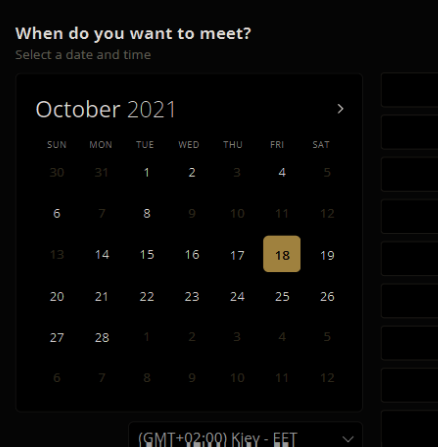 When do you want to meet?
Select a date and time
October 2021
SUN MON TUE WED THU FRI SAT
30 31 1 2 3 4 5
6 7 8 9 10 11 12
13 14 15 16 17 18 19
20 21 22 23 24 25 26
27 28 1 2 3 4 5
6 7 8 9 10 11 12
(GMT+02:00) Kiev - EET